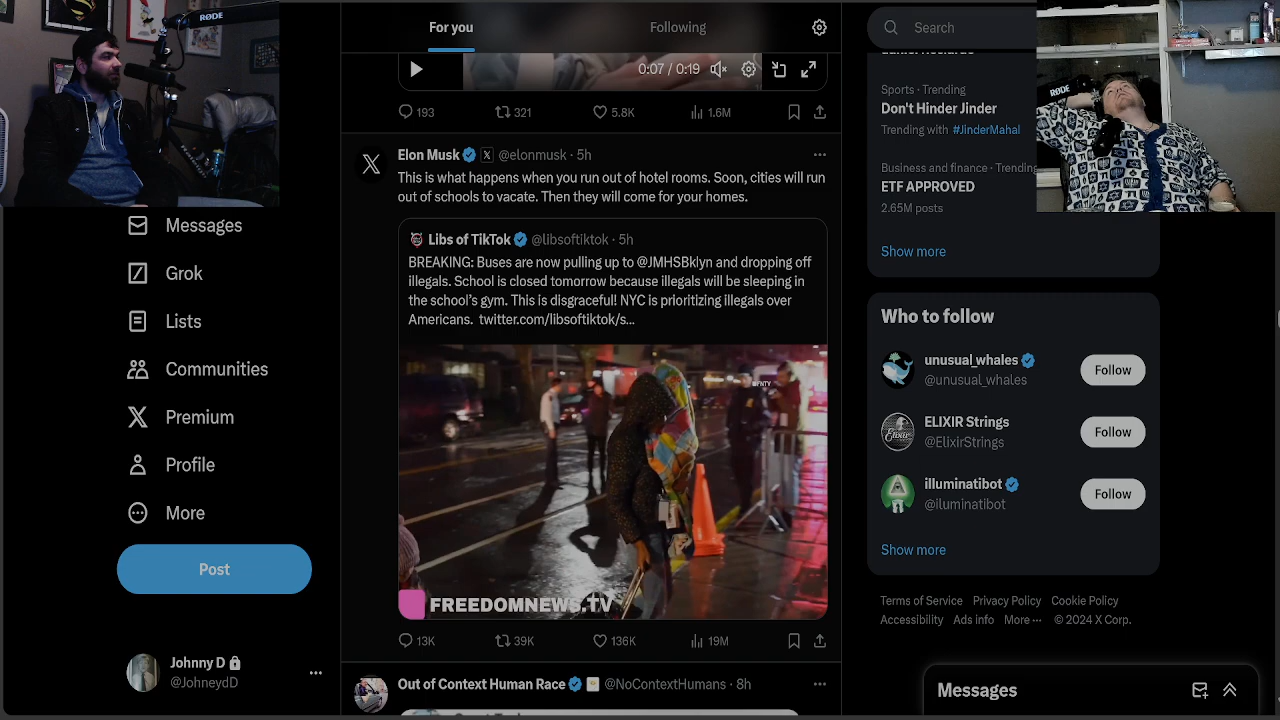 RØDE
For you
Following
Search
RØDE
0:07 / 0:19
193
321
5.8K
1.6M
Sports · Trending
Don't Hinder Jinder
Trending with #JinderMahal
Business and finance · Trending
ETF APPROVED
2.65M posts
Show more
Elon Musk @elonmusk · 5h
This is what happens when you run out of hotel rooms. Soon, cities will run
out of schools to vacate. Then they will come for your homes.
Libs of TikTok @libsoftiktok · 5h
BREAKING: Buses are now pulling up to @JMHSBklyn and dropping off
illegals. School is closed tomorrow because illegals will be sleeping in
the school's gym. This is disgraceful! NYC is prioritizing illegals over
Americans. twitter.com/libsoftiktok/s...
FNTV
FREEDOMNEWS.TV
13K
39K
136K
19M
Out of Context Human Race @NoContextHumans · 8h
Messages
Grok
Lists
Communities
Premium
Profile
More
Post
Johnny D
@JohneydD
Who to follow
unusual_whales
@unusual_whales
Follow
ELIXIR Strings
@ElixirStrings
Follow
illuminatibot
@iluminatibot
Follow
Show more
Terms of Service Privacy Policy Cookie Policy
Accessibility Ads info More ··· © 2024 X Corp.
Messages